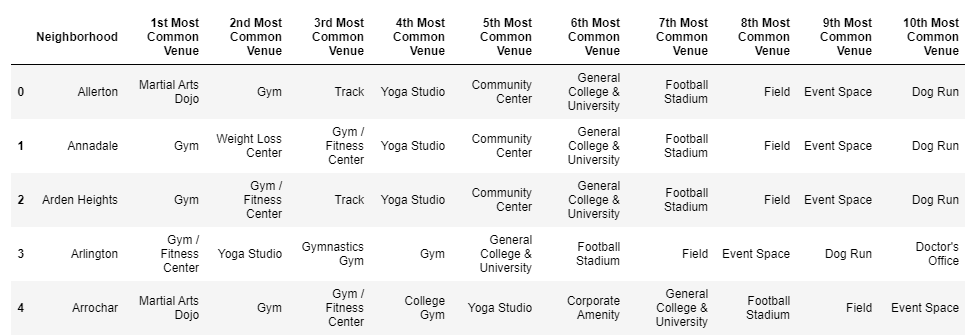 Neighborhood 1st Most Common Venue 2nd Most Common Venue 3rd Most Common Venue 4th Most Common Venue 5th Most Common Venue 6th Most Common Venue 7th Most Common Venue 8th Most Common Venue 9th Most Common Venue 10th Most Common Venue
0 Allerton Martial Arts Dojo Gym Track Yoga Studio Community Center General College & University Football Stadium Field Event Space Dog Run
1 Annadale Gym Weight Loss Center Gym / Fitness Center Yoga Studio Community Center General College & University Football Stadium Field Event Space Dog Run
2 Arden Heights Gym Gym / Fitness Center Track Yoga Studio Community Center General College & University Football Stadium Field Event Space Dog Run
3 Arlington Gym / Fitness Center Yoga Studio Gymnastics Gym Gym General College & University Football Stadium Field Event Space Dog Run Doctor's Office
4 Arrochar Martial Arts Dojo Gym Gym / Fitness Center College Gym Yoga Studio Corporate Amenity General College & University Football Stadium Field Event Space